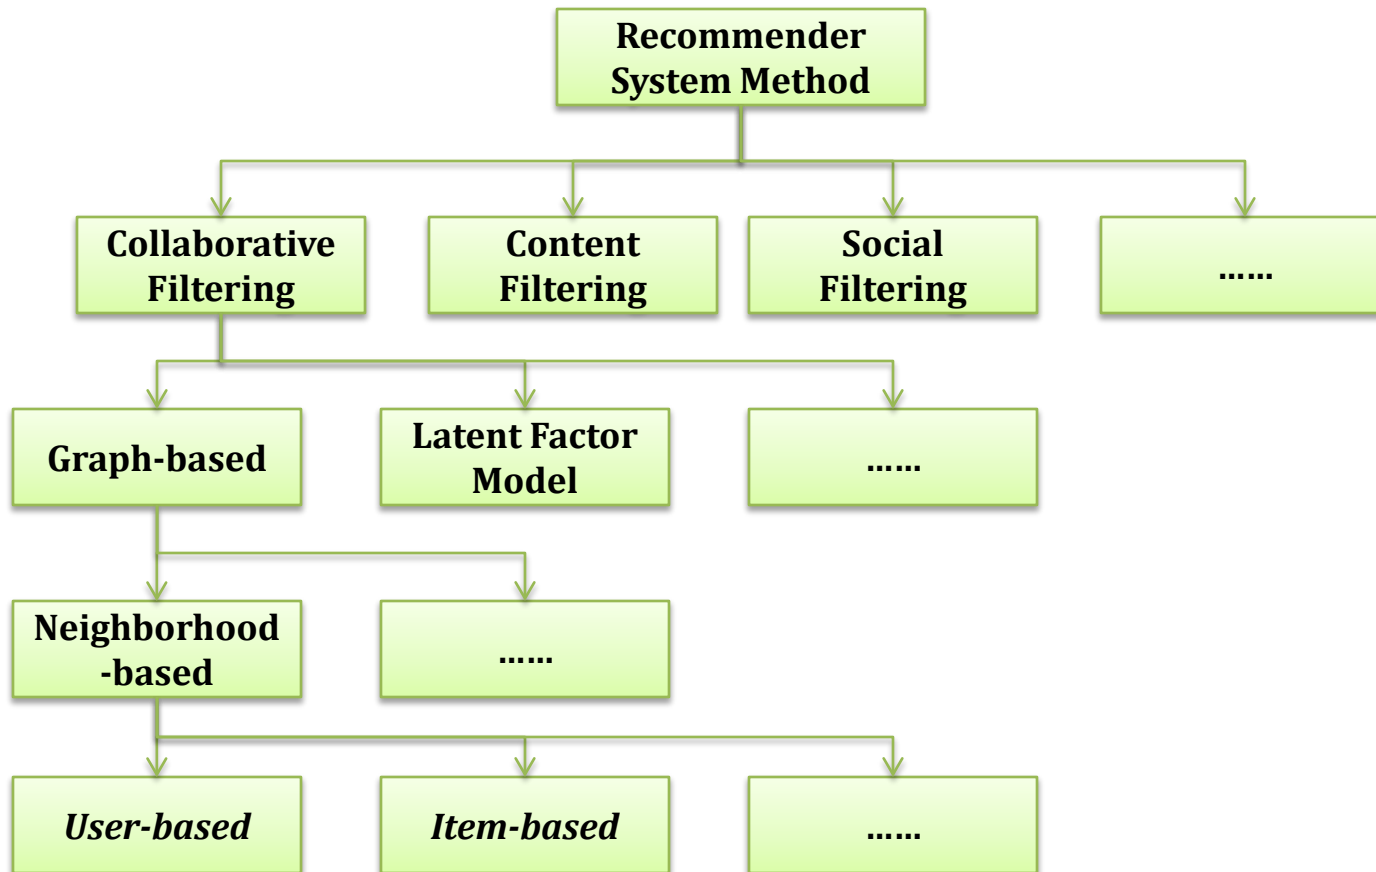 Recommender
System Method
Collaborative
Filtering
Content
Filtering
Social
Filtering
......
Graph-based
Latent Factor
Model
......
Neighborhood
-based
......
User-based
Item-based
......